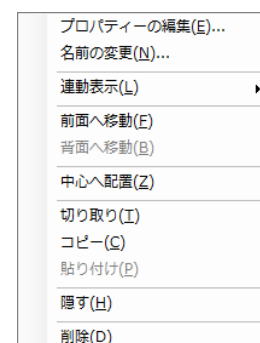 プロパティーの編集(E)...
名前の変更(N)...
連動表示(L)
前面へ移動(F)
背面へ移動(B)
中心へ配置(Z)
切り取り(T)
コピー(C)
貼り付け(P)
隠す(H)
削除(D)